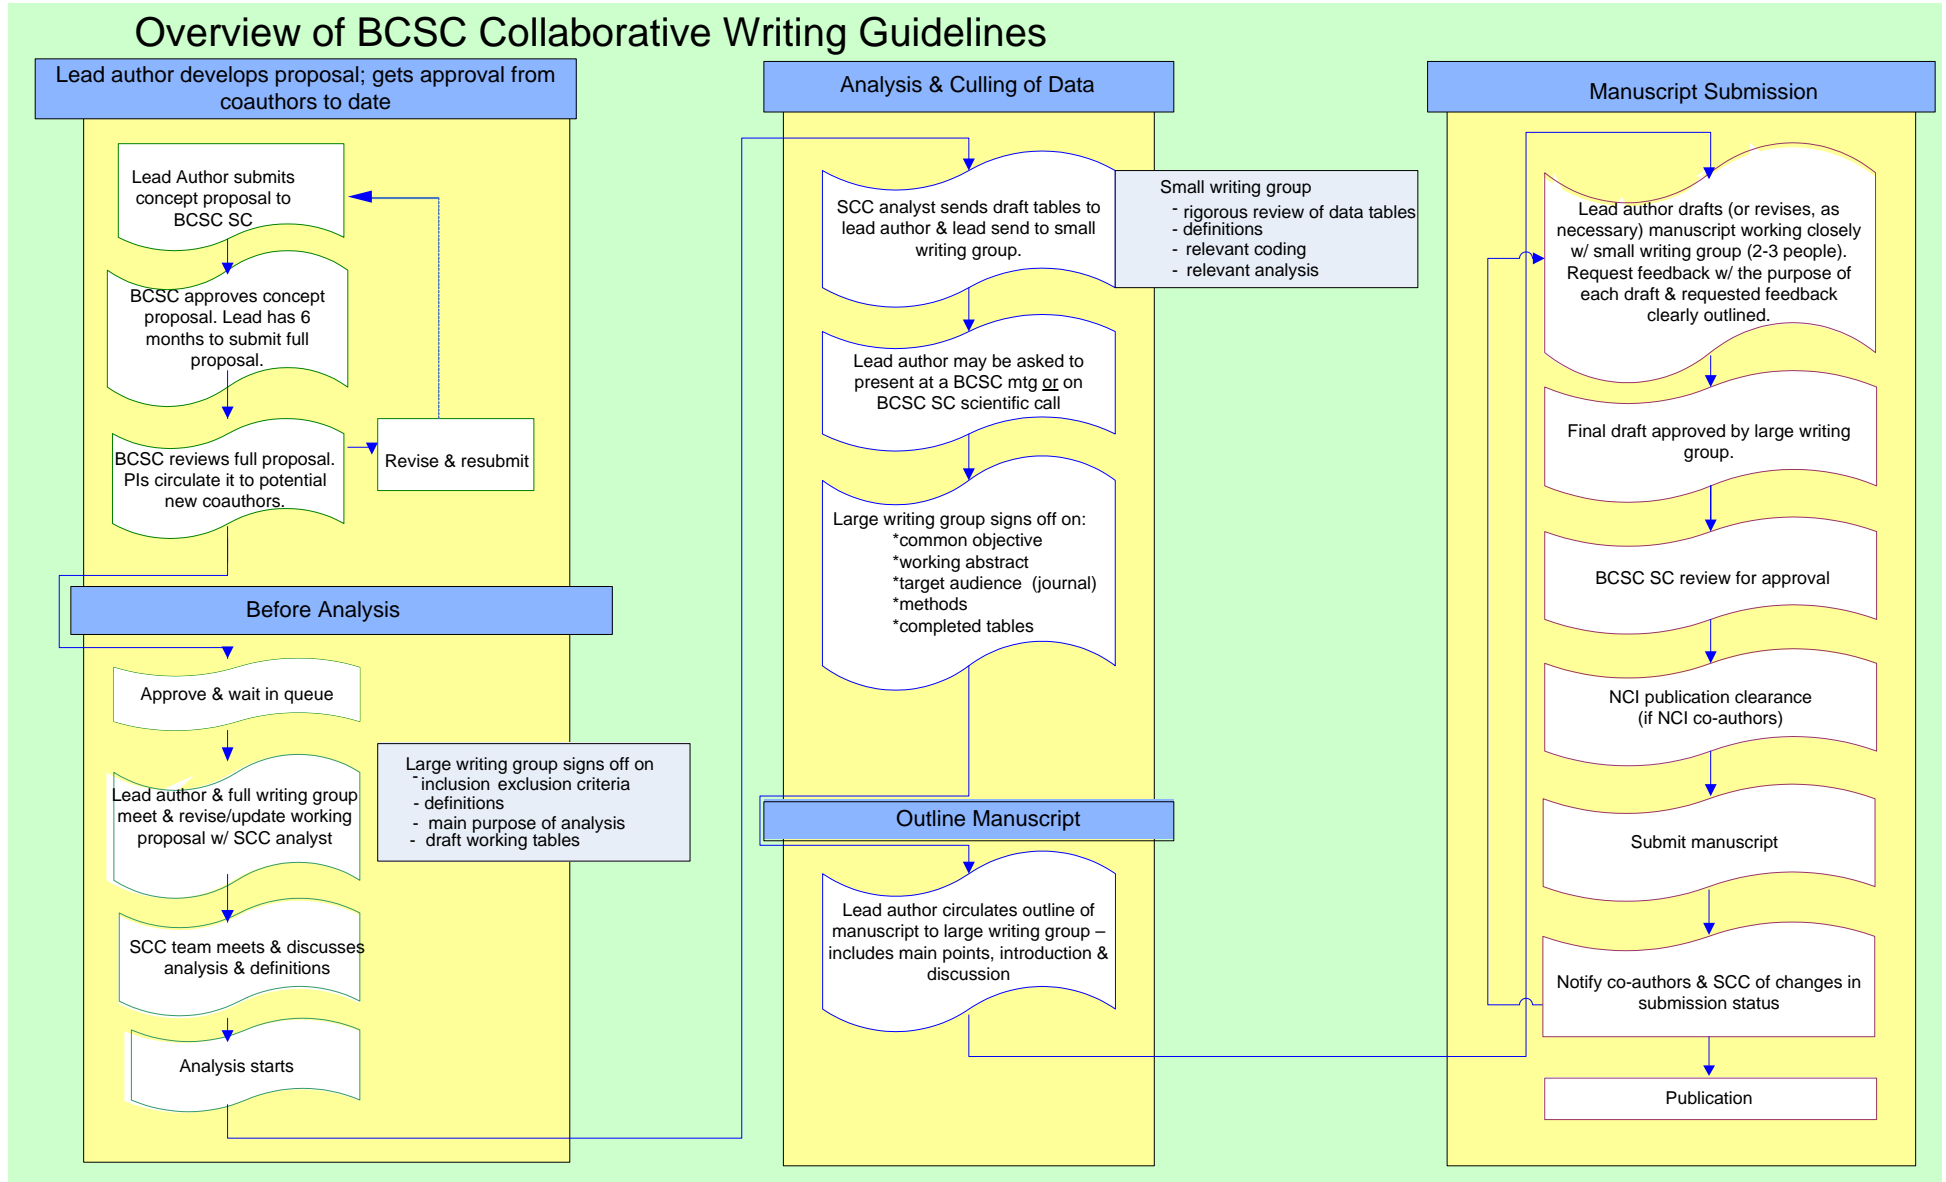 Overview of BCSC Collaborative Writing Guidelines
Lead author develops proposal; gets approval from
coauthors to date
Lead Author submits
concept proposal to
BCSC SC
BCSC approves concept
proposal. Lead has 6
months to submit full
proposal.
BCSC reviews full proposal.
PIs circulate it to potential
new coauthors.
Revise & resubmit
Before Analysis
Approve & wait in queue
Lead author & full writing group
meet & revise/update working
proposal w/ SCC analyst
Large writing group signs off on
- inclusion exclusion criteria
- definitions
- main purpose of analysis
- draft working tables
SCC team meets & discusses
analysis & definitions
Analysis starts
Analysis & Culling of Data
SCC analyst sends draft tables to
lead author & lead send to small
writing group.
Small writing group
- rigorous review of data tables
- definitions
- relevant coding
- relevant analysis
Lead author may be asked to
present at a BCSC mtg or on
BCSC SC scientific call
Large writing group signs off on:
*common objective
*working abstract
*target audience (journal)
*methods
*completed tables
Outline Manuscript
Lead author circulates outline of
manuscript to large writing group –
includes main points, introduction &
discussion
Manuscript Submission
Lead author drafts (or revises, as
necessary) manuscript working closely
w/ small writing group (2-3 people).
Request feedback w/ the purpose of
each draft & requested feedback
clearly outlined.
Final draft approved by large writing
group.
BCSC SC review for approval
NCI publication clearance
(if NCI co-authors)
Submit manuscript
Notify co-authors & SCC of changes in
submission status
Publication